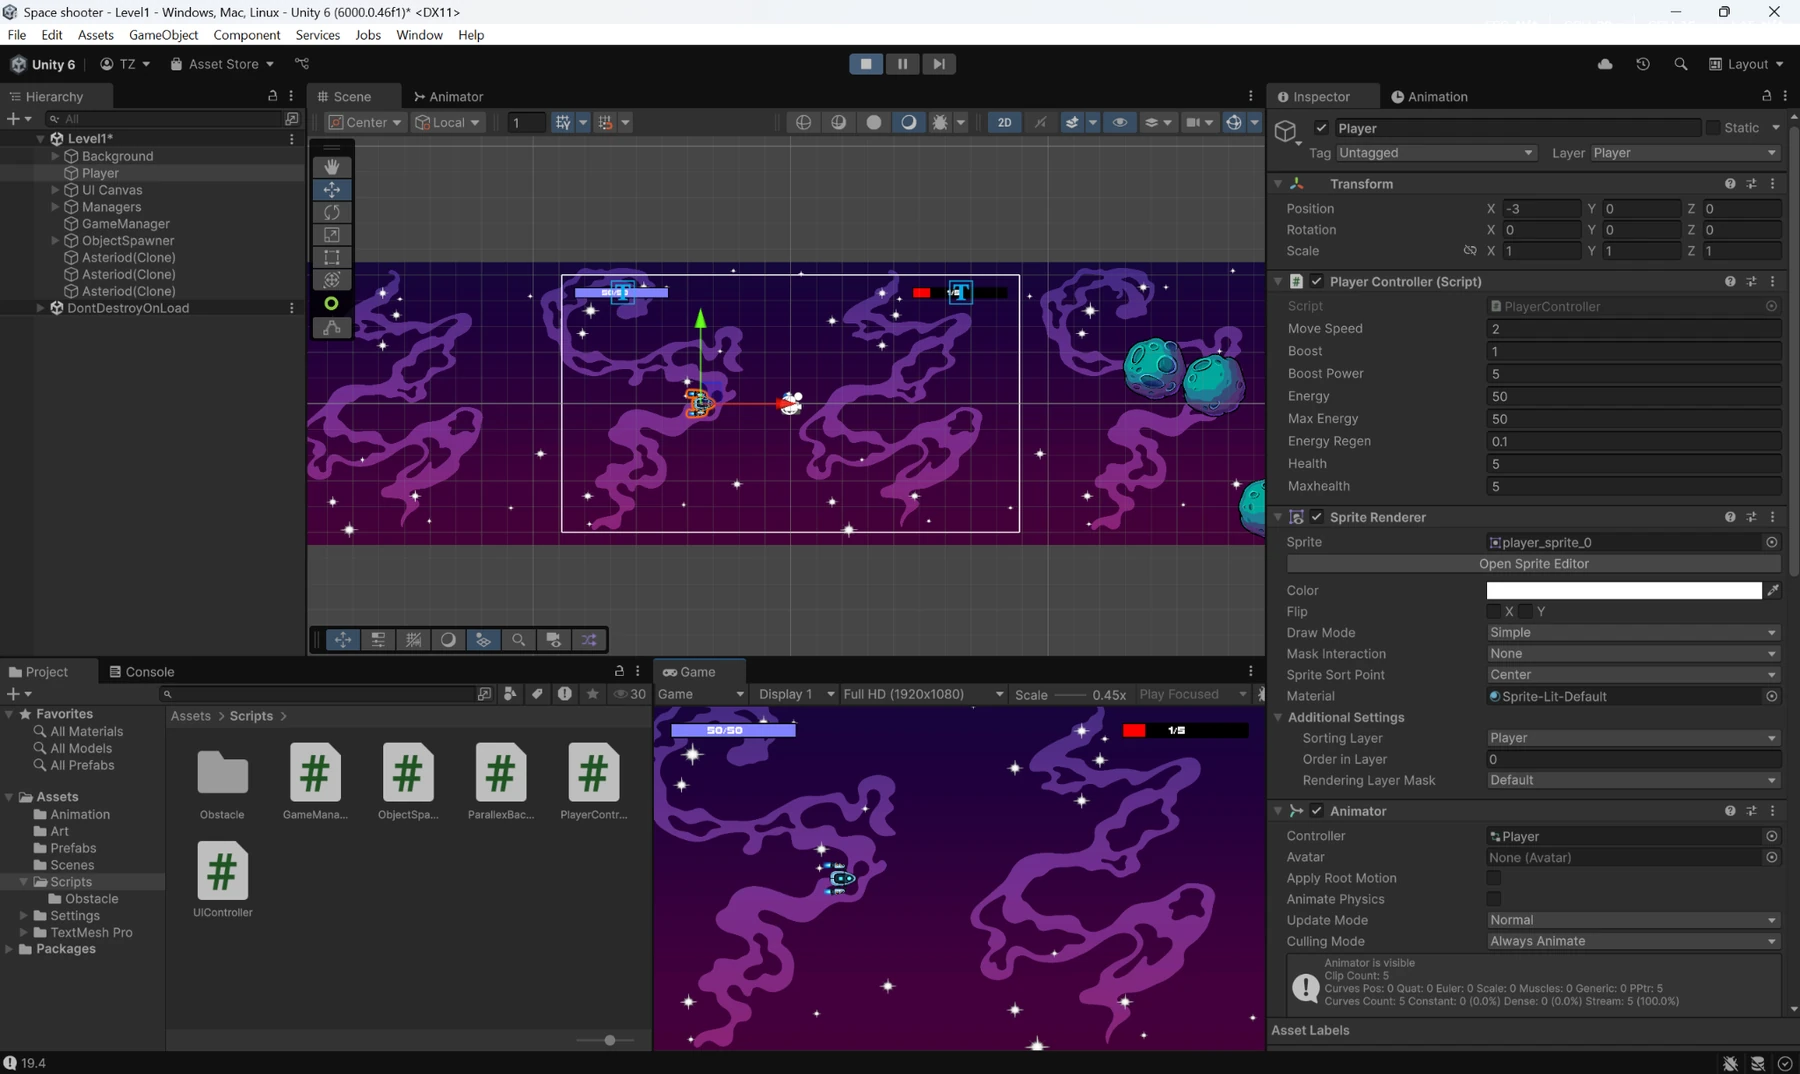 Space shooter - Level1 - Windows, Mac, Linux - Unity 6 (6000.0.46f1)* <DX11>
File Edit Assets GameObject Component Services Jobs Window Help
Unity 6 TZ Asset Store Layout
Hierarchy
All
Level1*
Background
Player
UI Canvas
Managers
GameManager
ObjectSpawner
Asteriod(Clone)
Asteriod(Clone)
Asteriod(Clone)
DontDestroyOnLoad
Scene Animator
Center Local 1 2D
50/50 T
1/5 T
Inspector Animation
Player Static
Tag Untagged Layer Player
Transform
Position X -3 Y 0 Z 0
Rotation X 0 Y 0 Z 0
Scale X 1 Y 1 Z 1
Player Controller (Script)
Script PlayerController
Move Speed 2
Boost 1
Boost Power 5
Energy 50
Max Energy 50
Energy Regen 0.1
Health 5
Maxhealth 5
Sprite Renderer
Sprite player_sprite_0
Open Sprite Editor
Color
Flip X Y
Draw Mode Simple
Mask Interaction None
Sprite Sort Point Center
Material Sprite-Lit-Default
Additional Settings
Sorting Layer Player
Order in Layer 0
Rendering Layer Mask Default
Animator
Controller Player
Avatar None (Avatar)
Apply Root Motion
Animate Physics
Update Mode Normal
Culling Mode Always Animate
Animator is visible
Clip Count: 5
Curves Pos: 0 Quat: 0 Euler: 0 Scale: 0 Muscles: 0 Generic: 0 PPtr: 5
Curves Count: 5 Constant: 0 (0.0%) Dense: 0 (0.0%) Stream: 5 (100.0%)
Asset Labels
Project Console
30
Favorites
All Materials
All Models
All Prefabs
Assets
Animation
Art
Prefabs
Scenes
Scripts
Obstacle
Settings
TextMesh Pro
Packages
Assets > Scripts >
Obstacle GameMana... ObjectSpa... ParallexBac... PlayerContr...
UIController
Game
Game Display 1 Full HD (1920x1080) Scale 0.45x Play Focused
50/50 1/5
19.4